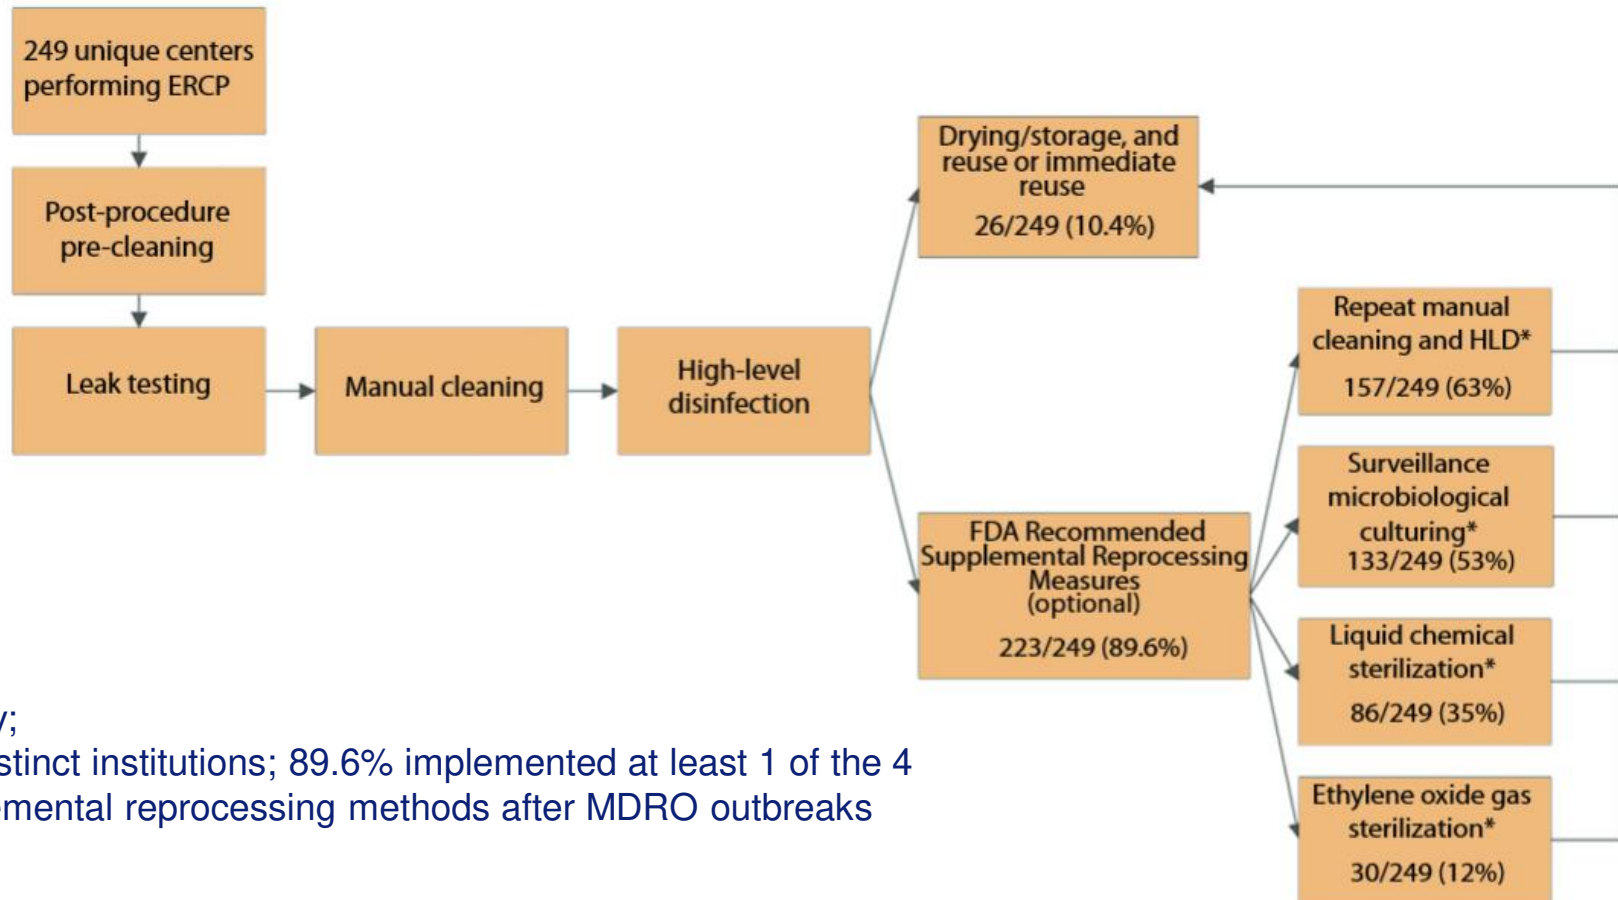 249 unique centers
performing ERCP
Post-procedure
pre-cleaning
Leak testing
Manual cleaning
High-level
disinfection
Drying/storage, and
reuse or immediate
reuse
26/249 (10.4%)
FDA Recommended
Supplemental Reprocessing
Measures
(optional)
223/249 (89.6%)
Repeat manual
cleaning and HLD*
157/249 (63%)
Surveillance
microbiological
culturing*
133/249 (53%)
Liquid chemical
sterilization*
86/249 (35%)
Ethylene oxide gas
sterilization*
30/249 (12%)
y;
stinct institutions; 89.6% implemented at least 1 of the 4
emental reprocessing methods after MDRO outbreaks